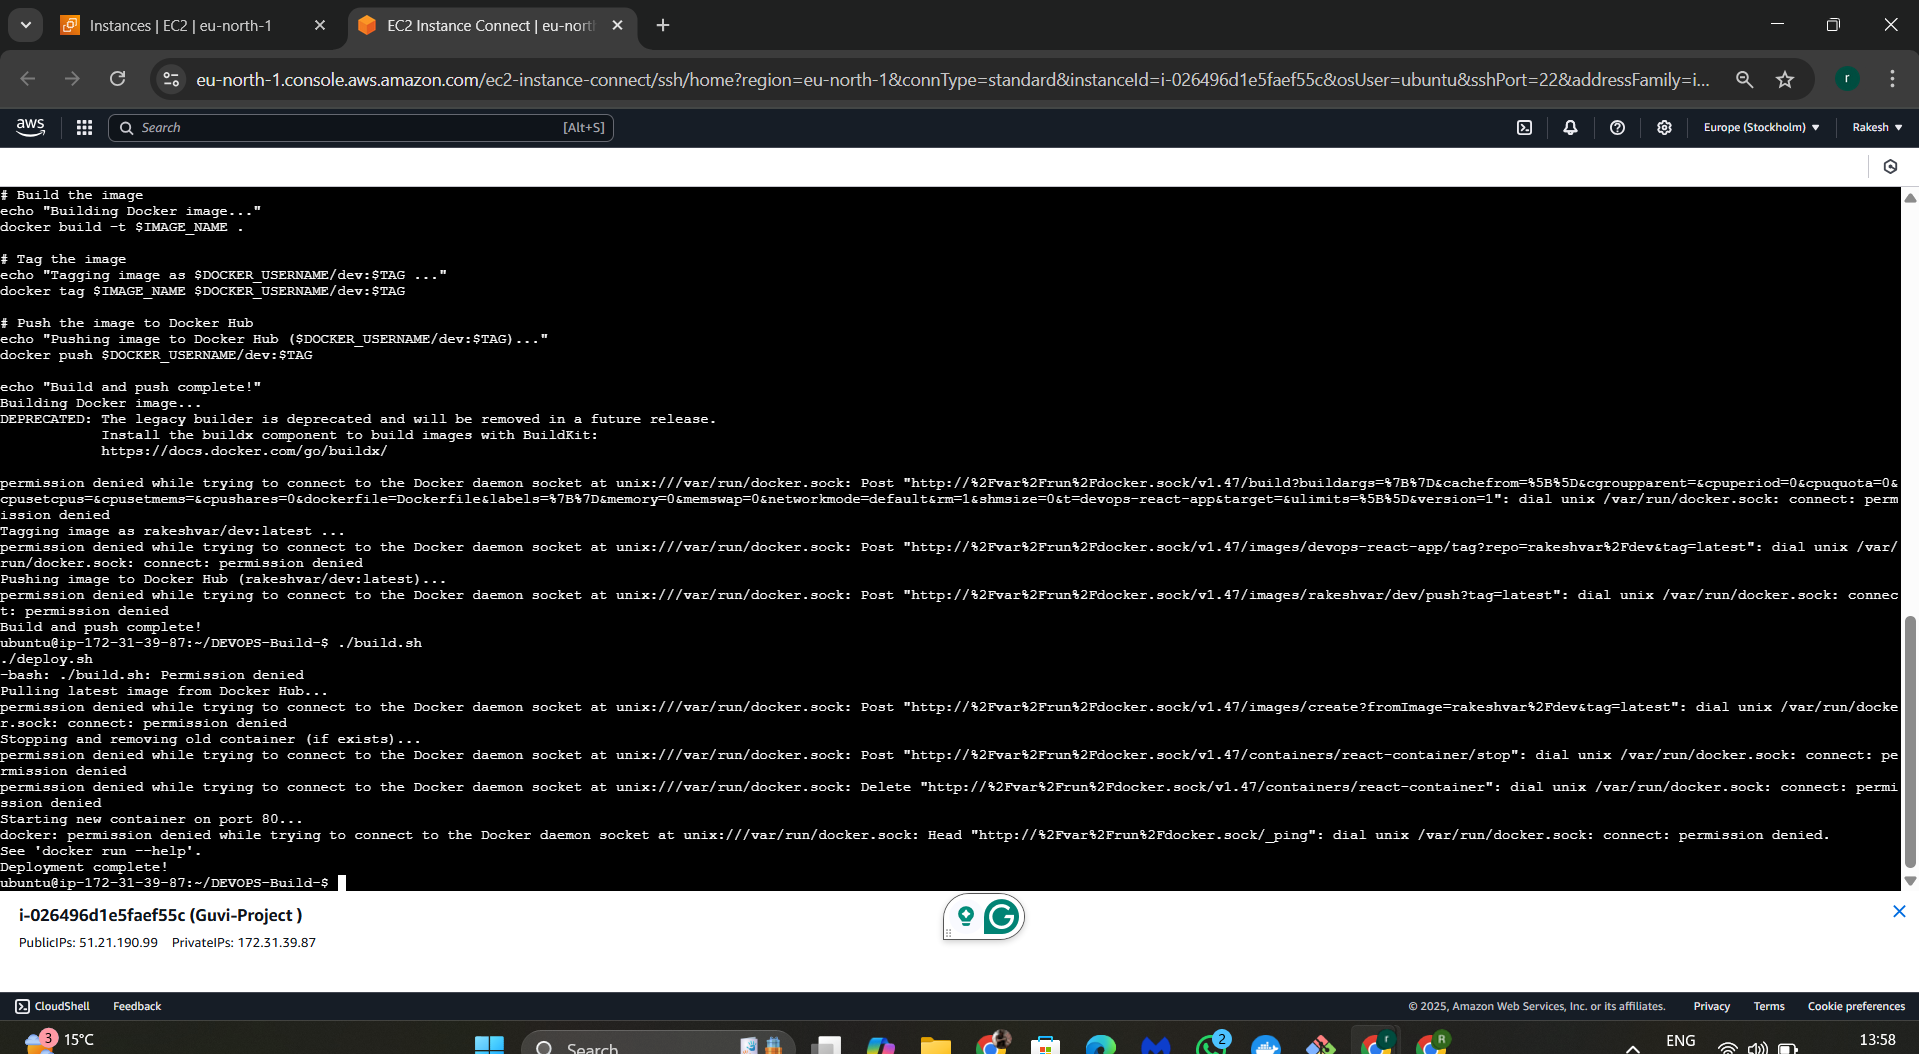 Instances | EC2 | eu-north-1
EC2 Instance Connect | eu-nort
eu-north-1.console.aws.amazon.com/ec2-instance-connect/ssh/home?region=eu-north-1&connType=standard&instanceId=i-026496d1e5faef55c&osUser=ubuntu&sshPort=22&addressFamily=i...
r
aws
Search
[Alt+S]
Europe (Stockholm)
Rakesh
# Build the image
echo "Building Docker image..."
docker build -t $IMAGE_NAME .
# Tag the image
echo "Tagging image as $DOCKER_USERNAME/dev:$TAG ..."
docker tag $IMAGE_NAME $DOCKER_USERNAME/dev:$TAG
# Push the image to Docker Hub
echo "Pushing image to Docker Hub ($DOCKER_USERNAME/dev:$TAG)..."
docker push $DOCKER_USERNAME/dev:$TAG
echo "Build and push complete!"
Building Docker image...
DEPRECATED: The legacy builder is deprecated and will be removed in a future release.
Install the buildx component to build images with BuildKit:
https://docs.docker.com/go/buildx/
permission denied while trying to connect to the Docker daemon socket at unix:///var/run/docker.sock: Post "http://%2Fvar%2Frun%2Fdocker.sock/v1.47/build?buildargs=%7B%7D&cachefrom=%5B%5D&cgroupparent=&cpuperiod=0&cpuquota=0&
cpusetcpus=&cpusetmems=&cpushares=0&dockerfile=Dockerfile&labels=%7B%7D&memory=0&memswap=0&networkmode=default&rm=1&shmsize=0&t=devops-react-app&target=&ulimits=%5B%5D&version=1": dial unix /var/run/docker.sock: connect: perm
ission denied
Tagging image as rakeshvar/dev:latest ...
permission denied while trying to connect to the Docker daemon socket at unix:///var/run/docker.sock: Post "http://%2Fvar%2Frun%2Fdocker.sock/v1.47/images/devops-react-app/tag?repo=rakeshvar%2Fdev&tag=latest": dial unix /var/
run/docker.sock: connect: permission denied
Pushing image to Docker Hub (rakeshvar/dev:latest)...
permission denied while trying to connect to the Docker daemon socket at unix:///var/run/docker.sock: Post "http://%2Fvar%2Frun%2Fdocker.sock/v1.47/images/rakeshvar/dev/push?tag=latest": dial unix /var/run/docker.sock: connec
t: permission denied
Build and push complete!
ubuntu@ip-172-31-39-87:~/DEVOPS-Build-$ ./build.sh
./deploy.sh
-bash: ./build.sh: Permission denied
Pulling latest image from Docker Hub...
permission denied while trying to connect to the Docker daemon socket at unix:///var/run/docker.sock: Post "http://%2Fvar%2Frun%2Fdocker.sock/v1.47/images/create?fromImage=rakeshvar%2Fdev&tag=latest": dial unix /var/run/docke
r.sock: connect: permission denied
Stopping and removing old container (if exists)...
permission denied while trying to connect to the Docker daemon socket at unix:///var/run/docker.sock: Post "http://%2Fvar%2Frun%2Fdocker.sock/v1.47/containers/react-container/stop": dial unix /var/run/docker.sock: connect: pe
rmission denied
permission denied while trying to connect to the Docker daemon socket at unix:///var/run/docker.sock: Delete "http://%2Fvar%2Frun%2Fdocker.sock/v1.47/containers/react-container": dial unix /var/run/docker.sock: connect: permi
ssion denied
Starting new container on port 80...
docker: permission denied while trying to connect to the Docker daemon socket at unix:///var/run/docker.sock: Head "http://%2Fvar%2Frun%2Fdocker.sock/_ping": dial unix /var/run/docker.sock: connect: permission denied.
See 'docker run --help'.
Deployment complete!
ubuntu@ip-172-31-39-87:~/DEVOPS-Build-$
i-026496d1e5faef55c (Guvi-Project )
PublicIPs: 51.21.190.99 PrivateIPs: 172.31.39.87
CloudShell Feedback
© 2025, Amazon Web Services, Inc. or its affiliates. Privacy Terms Cookie preferences
3 15°C
Search
2
r
R
ENG
13:58